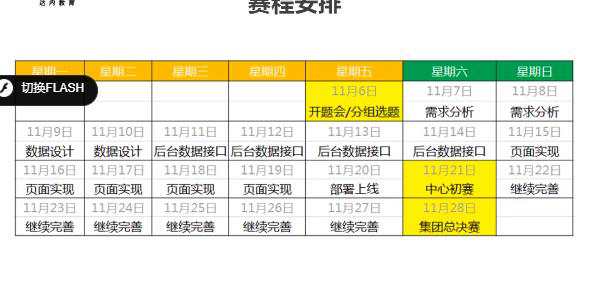 达内教育
赛程安排
星期一 星期二 星期三 星期四 星期五 星期六 星期日
切换FLASH
11月6日 11月7日 11月8日
开题会/分组选题 需求分析 需求分析
11月9日 11月10日 11月11日 11月12日 11月13日 11月14日 11月15日
数据设计 数据设计 后台数据接口 后台数据接口 后台数据接口 后台数据接口 页面实现
11月16日 11月17日 11月18日 11月19日 11月20日 11月21日 11月22日
页面实现 页面实现 页面实现 页面实现 部署上线 中心初赛 继续完善
11月23日 11月24日 11月25日 11月26日 11月27日 11月28日
继续完善 继续完善 继续完善 继续完善 继续完善 集团总决赛